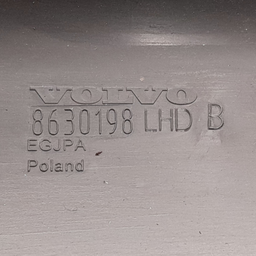 VOLVO
8630198 LHD B
EGJPA
Poland